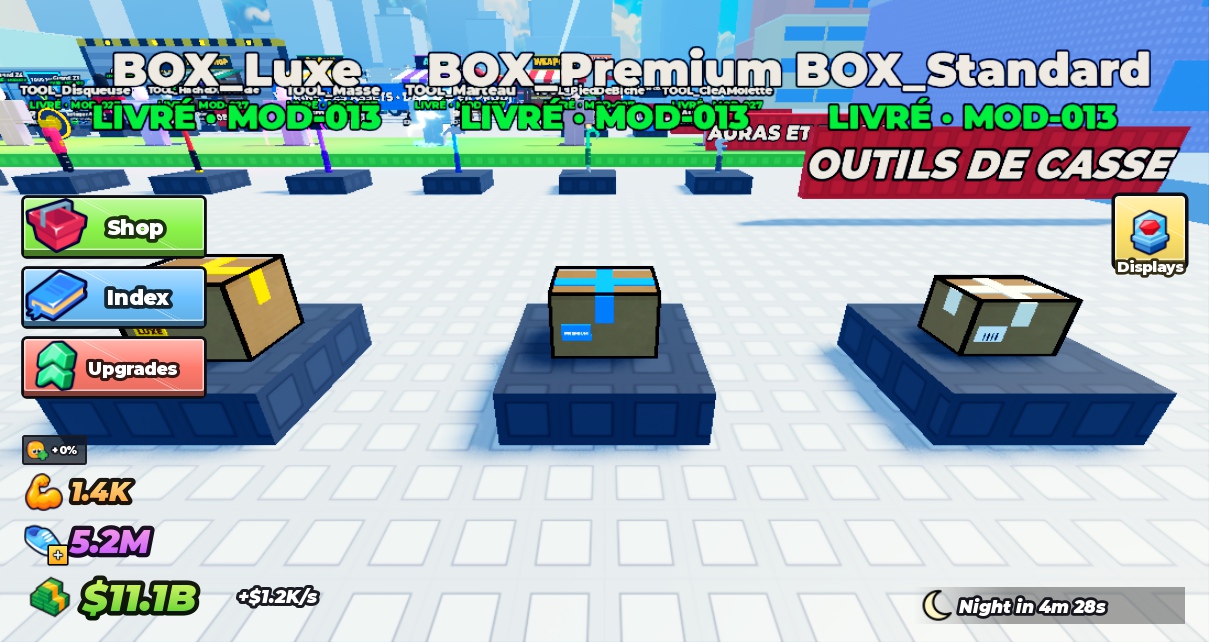 BOX_Luxe
BOX_Premium
BOX_Standard
TOOL_Disqueuse
TOOL_Masse
TOOL_Marteau
TOOL_CleAMolette
LIVRÉ • MOD-013
LIVRÉ • MOD-013
LIVRÉ • MOD-013
AURAS ET
OUTILS DE CASSE
Shop
Index
Upgrades
Displays
LUXE
PREMIUM
+0%
1.4K
5.2M
$11.1B
+$1.2K/s
Night in 4m 28s